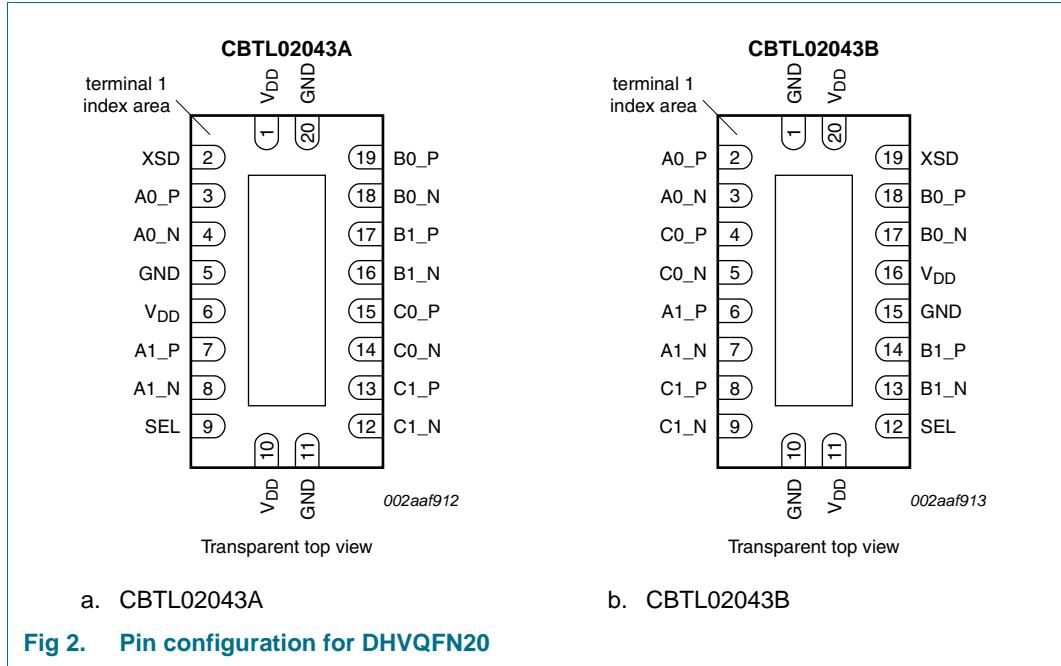 CBTL02043A
terminal 1
index area
VDD
GND
1
20
XSD 2 19 B0_P
A0_P 3 18 B0_N
A0_N 4 17 B1_P
GND 5 16 B1_N
VDD 6 15 C0_P
A1_P 7 14 C0_N
A1_N 8 13 C1_P
SEL 9 12 C1_N
10
11
VDD
GND
002aaf912
Transparent top view
a. CBTL02043A
CBTL02043B
terminal 1
index area
GND
VDD
1
20
A0_P 2 19 XSD
A0_N 3 18 B0_P
C0_P 4 17 B0_N
C0_N 5 16 VDD
A1_P 6 15 GND
A1_N 7 14 B1_P
C1_P 8 13 B1_N
C1_N 9 12 SEL
10
11
GND
VDD
002aaf913
Transparent top view
b. CBTL02043B
Fig 2. Pin configuration for DHVQFN20